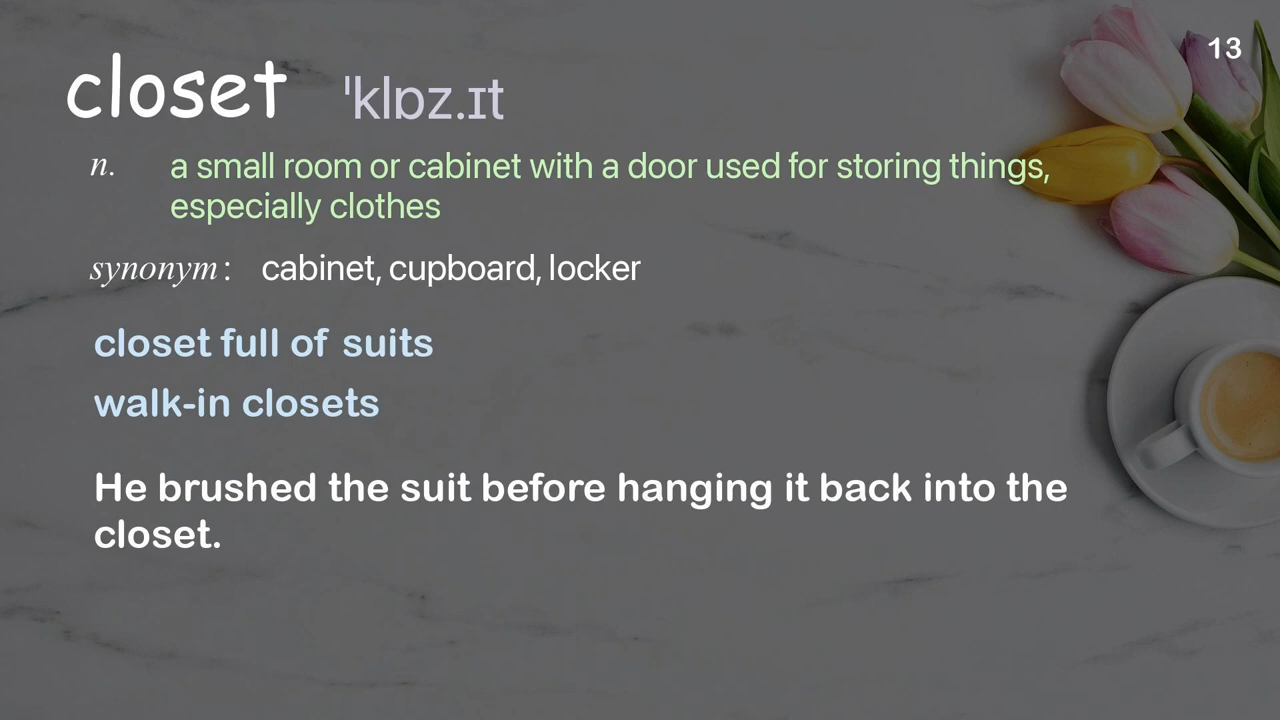 13
closet ˈklɒz.ɪt
n. a small room or cabinet with a door used for storing things,
especially clothes
synonym : cabinet, cupboard, locker
closet full of suits
walk-in closets
He brushed the suit before hanging it back into the
closet.